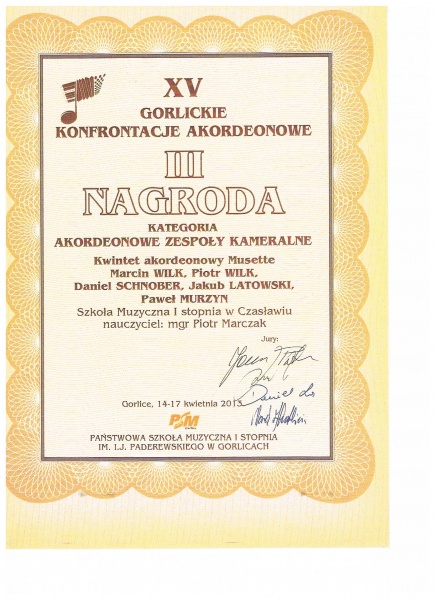 XV
GORLICKIE
KONFRONTACJE AKORDEONOWE
III
NAGRODA
KATEGORIA
AKORDEONOWE ZESPOŁY KAMERALNE
Kwintet akordeonowy Musette
Marcin WILK, Piotr WILK,
Daniel SCHNOBER, Jakub LATOWSKI,
Paweł MURZYN
Szkoła Muzyczna I stopnia w Czasławiu
nauczyciel: mgr Piotr Marczak
Jury:
Daniel
Gorlice, 14-17 kwietnia 2013
PSM
PAŃSTWOWA SZKOŁA MUZYCZNA I STOPNIA
IM. I.J. PADEREWSKIEGO W GORLICACH